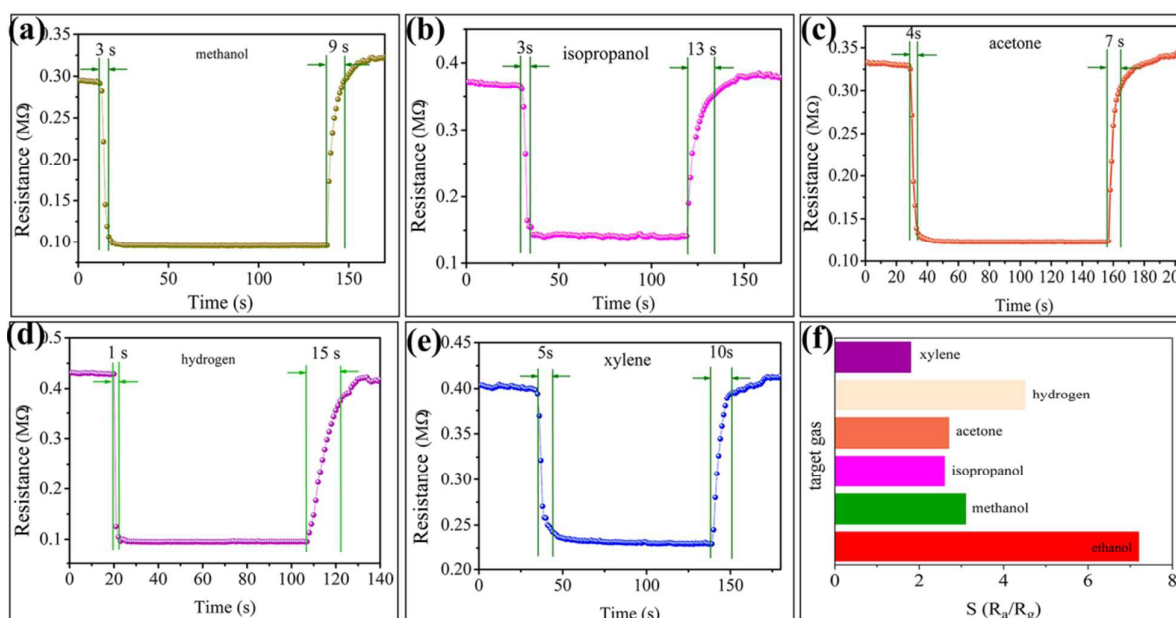 (a)
3 s
methanol
9 s
0.35
0.30
0.25
0.20
0.15
0.10
Resistance (MΩ)
0
50
100
150
Time (s)
(b)
3s
isopropanol
13 s
0.4
0.3
0.2
0.1
Resistance (MΩ)
0
50
100
150
Time (s)
(c)
4s
acetone
7 s
0.35
0.30
0.25
0.20
0.15
0.10
Resistance (MΩ)
0
20
40
60
80
100
120
140
160
180
200
Time (s)
(d)
1 s
hydrogen
15 s
0.5
0.4
0.3
0.2
0.1
Resistance (MΩ)
0
20
40
60
80
100
120
140
Time (s)
(e)
5s
xylene
10s
0.45
0.40
0.35
0.30
0.25
0.20
Resistance (MΩ)
0
50
100
150
Time (s)
(f)
xylene
hydrogen
acetone
isopropanol
methanol
ethanol
target gas
0
2
4
6
8
S (Ra/Rg)